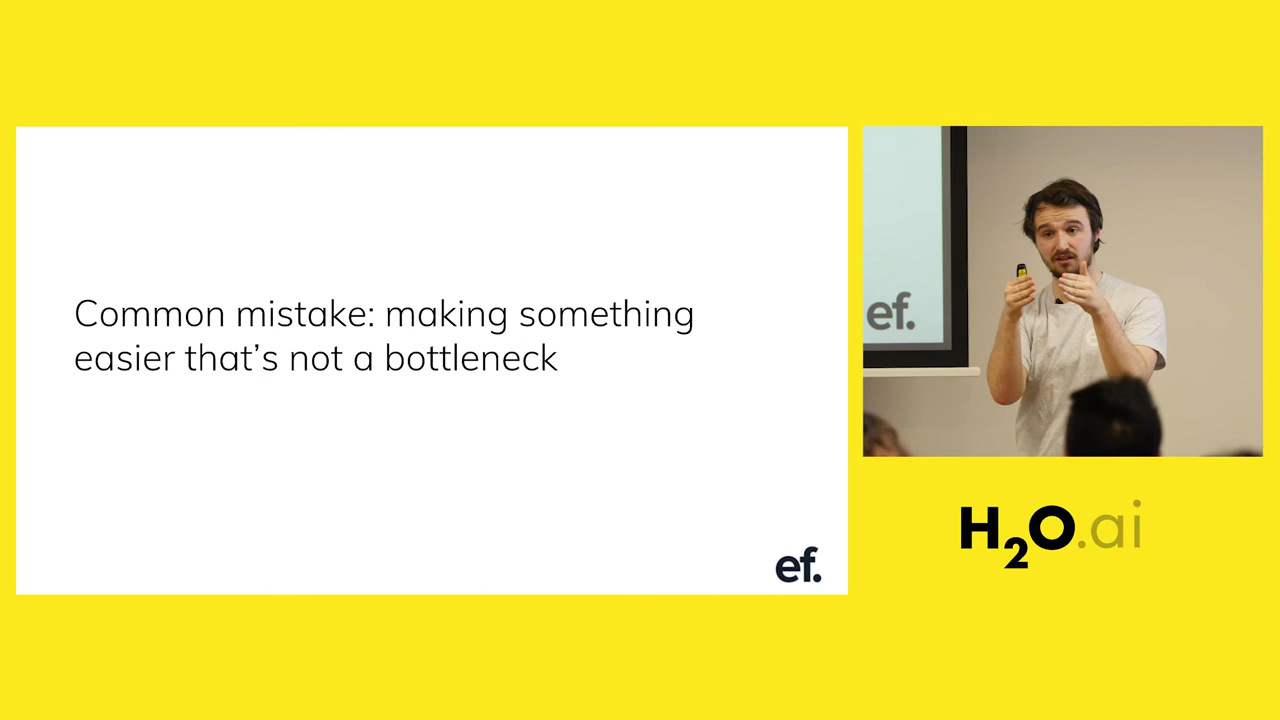 Common mistake: making something
easier that's not a bottleneck
ef.
ef.
H2O.ai